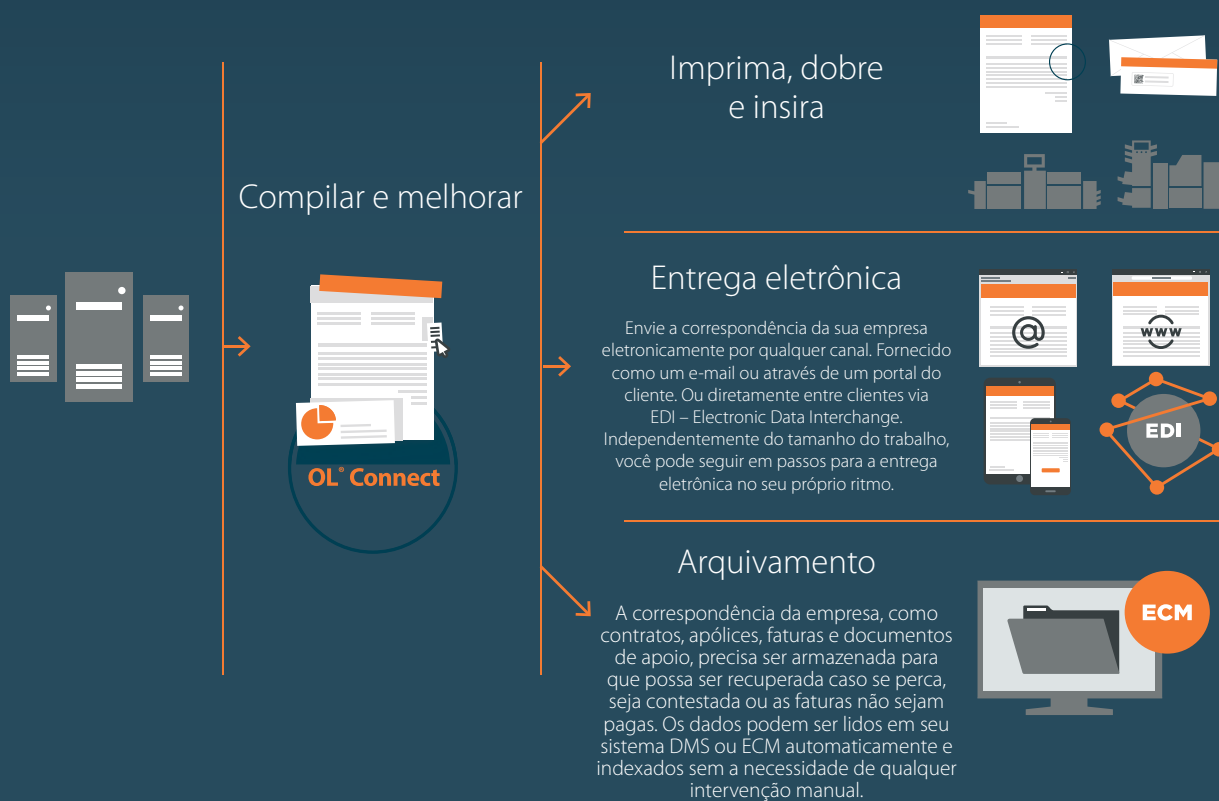 Compilar e melhorar
OL® Connect
Imprima, dobre
e insira
Entrega eletrônica
Envie a correspondência da sua empresa
eletronicamente por qualquer canal. Fornecido
como um e-mail ou através de um portal do
cliente. Ou diretamente entre clientes via
EDI – Electronic Data Interchange.
Independentemente do tamanho do trabalho,
você pode seguir em passos para a entrega
eletrônica no seu próprio ritmo.
@
www
EDI
Arquivamento
A correspondência da empresa, como
contratos, apólices, faturas e documentos
de apoio, precisa ser armazenada para
que possa ser recuperada caso se perca,
seja contestada ou as faturas não sejam
pagas. Os dados podem ser lidos em seu
sistema DMS ou ECM automaticamente e
indexados sem a necessidade de qualquer
intervenção manual.
ECM